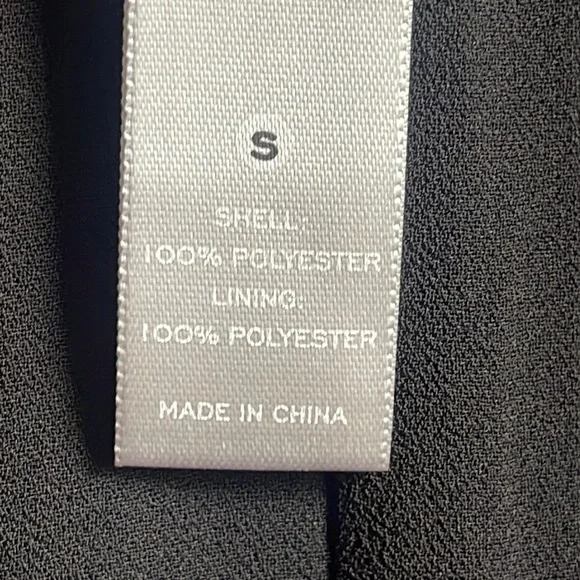 S
SHELL:
100% POLYESTER
LINING:
100% POLYESTER
MADE IN CHINA